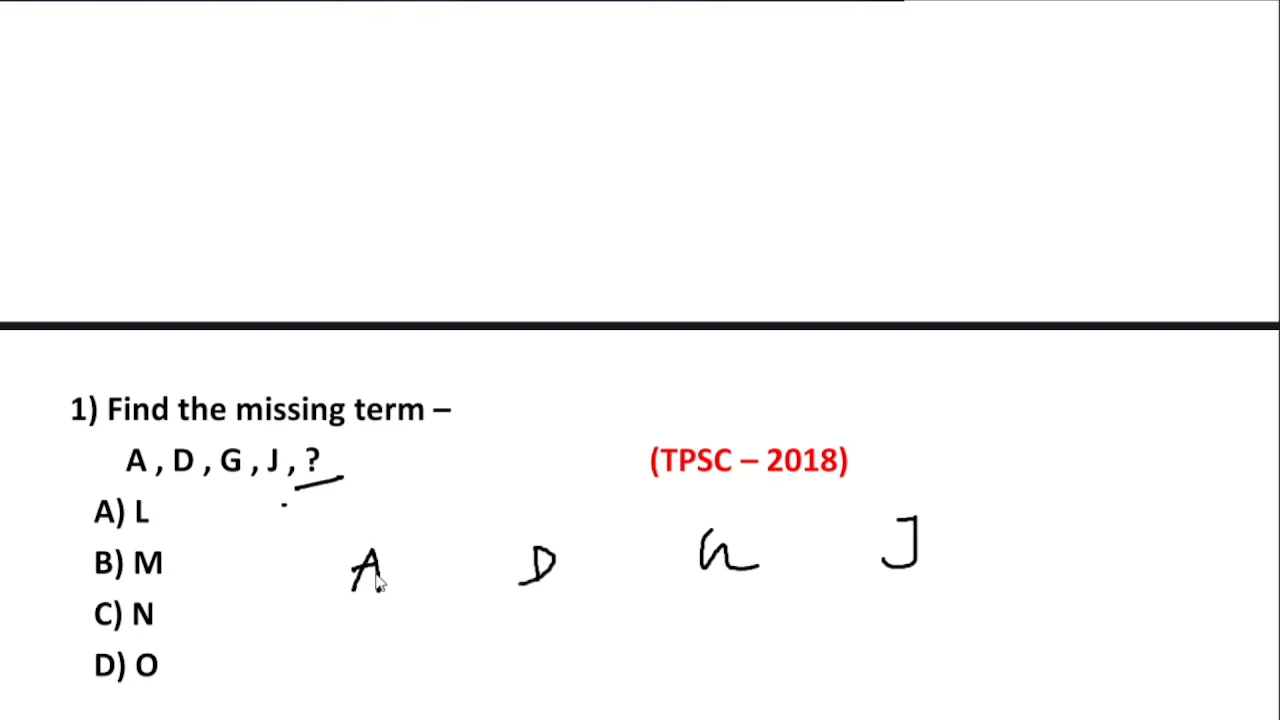 1) Find the missing term –
A , D , G , J , ? (TPSC – 2018)
A) L
B) M
C) N
D) O
A D G J